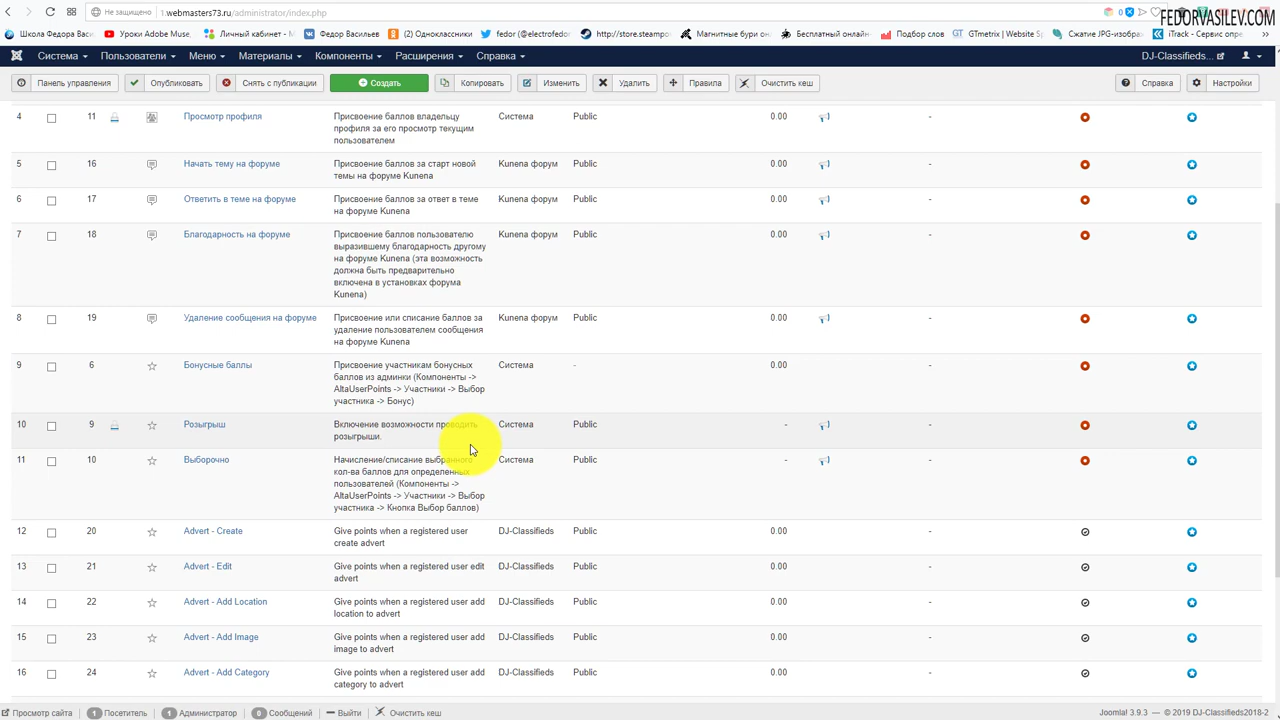 Не защищено
1.webmasters73.ru/administrator/index.php
FEDORVASILEV.COM
Школа Федора Васи...
Уроки Adobe Muse,
Личный кабинет -
Федор Васильев
(2) Одноклассники
fedor (@electrofedor
http://store.steampo
Магнитные бури он
Бесплатный онлайн
Подбор слов
GTmetrix | Website S
Сжатие JPG-изобра
iTrack - Сервис опре
Система
Пользователи
Меню
Материалы
Компоненты
Расширения
Справка
DJ-Classifieds...
Панель управления
Опубликовать
Снять с публикации
Создать
Копировать
Изменить
Удалить
Правила
Очистить кеш
Справка
Настройки
4 11 Просмотр профиля Присвоение баллов владельцу Система Public 0.00 -
профиля за его просмотр текущим
пользователем
5 16 Начать тему на форуме Присвоение баллов за старт новой Kunena форум Public 0.00 -
темы на форуме Kunena
6 17 Ответить в теме на форуме Присвоение баллов за ответ в теме Kunena форум Public 0.00 -
на форуме Kunena
7 18 Благодарность на форуме Присвоение баллов пользователю Kunena форум Public 0.00 -
выразившему благодарность другому
на форуме Kunena (эта возможность
должна быть предварительно
включена в установках форума
Kunena)
8 19 Удаление сообщения на форуме Присвоение или списание баллов за Kunena форум Public 0.00 -
удаление пользователем сообщения
на форуме Kunena
9 6 Бонусные баллы Присвоение участникам бонусных Система - 0.00
баллов из админки (Компоненты ->
AltaUserPoints -> Участники -> Выбор
участника -> Бонус)
10 9 Розыгрыш Включение возможности проводить Система Public - -
розыгрыши.
11 10 Выборочно Начисление/списание выбранного Система Public - -
кол-ва баллов для определенных
пользователей (Компоненты ->
AltaUserPoints -> Участники -> Выбор
участника -> Кнопка Выбор баллов)
12 20 Advert - Create Give points when a registered user DJ-Classifieds Public 0.00 -
create advert
13 21 Advert - Edit Give points when a registered user edit DJ-Classifieds Public 0.00 -
advert
14 22 Advert - Add Location Give points when a registered user add DJ-Classifieds Public 0.00 -
location to advert
15 23 Advert - Add Image Give points when a registered user add DJ-Classifieds Public 0.00 -
image to advert
16 24 Advert - Add Category Give points when a registered user add DJ-Classifieds Public 0.00 -
category to advert
Просмотр сайта
1 Посетитель
1 Администратор
0 Сообщений
Выйти
Очистить кеш
Joomla! 3.9.3 — © 2019 DJ-Classifieds2018-2